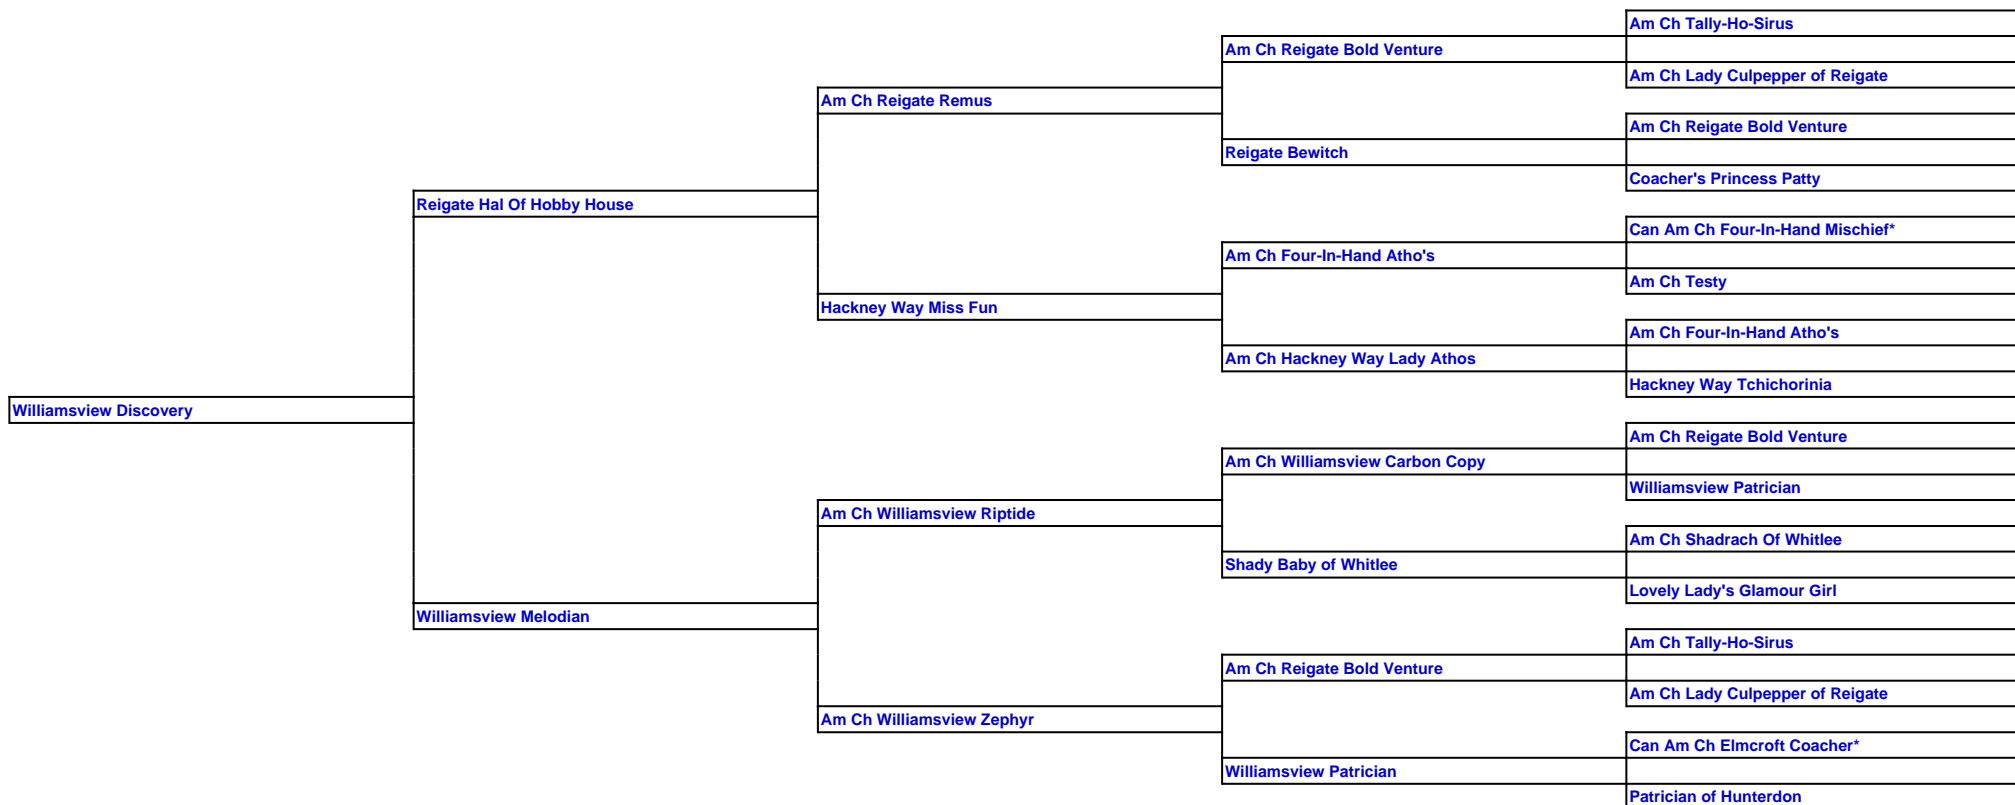 Am Ch Tally-Ho-Sirus
Am Ch Reigate Bold Venture
Am Ch Lady Culpepper of Reigate
Am Ch Reigate Remus
Am Ch Reigate Bold Venture
Reigate Bewitch
Coacher's Princess Patty
Reigate Hal Of Hobby House
Can Am Ch Four-In-Hand Mischief*
Am Ch Four-In-Hand Atho's
Am Ch Testy
Hackney Way Miss Fun
Am Ch Four-In-Hand Atho's
Am Ch Hackney Way Lady Athos
Hackney Way Tchichorinia
Williamsview Discovery
Am Ch Reigate Bold Venture
Am Ch Williamsview Carbon Copy
Williamsview Patrician
Am Ch Williamsview Riptide
Am Ch Shadrach Of Whitlee
Shady Baby of Whitlee
Lovely Lady's Glamour Girl
Williamsview Melodian
Am Ch Tally-Ho-Sirus
Am Ch Reigate Bold Venture
Am Ch Lady Culpepper of Reigate
Am Ch Williamsview Zephyr
Can Am Ch Elmcroft Coacher*
Williamsview Patrician
Patrician of Hunterdon